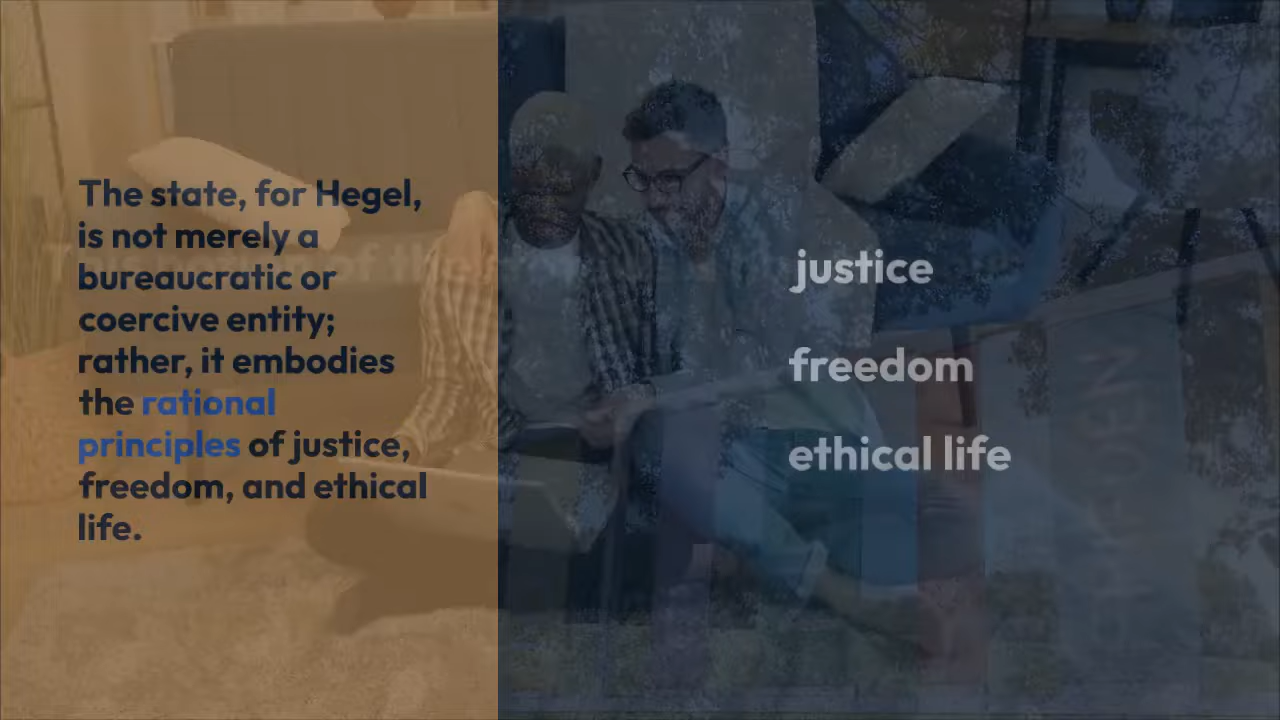 The state, for Hegel,
is not merely a
bureaucratic or
coercive entity;
rather, it embodies
the rational
principles of justice,
freedom, and ethical
life.
justice
freedom
ethical life